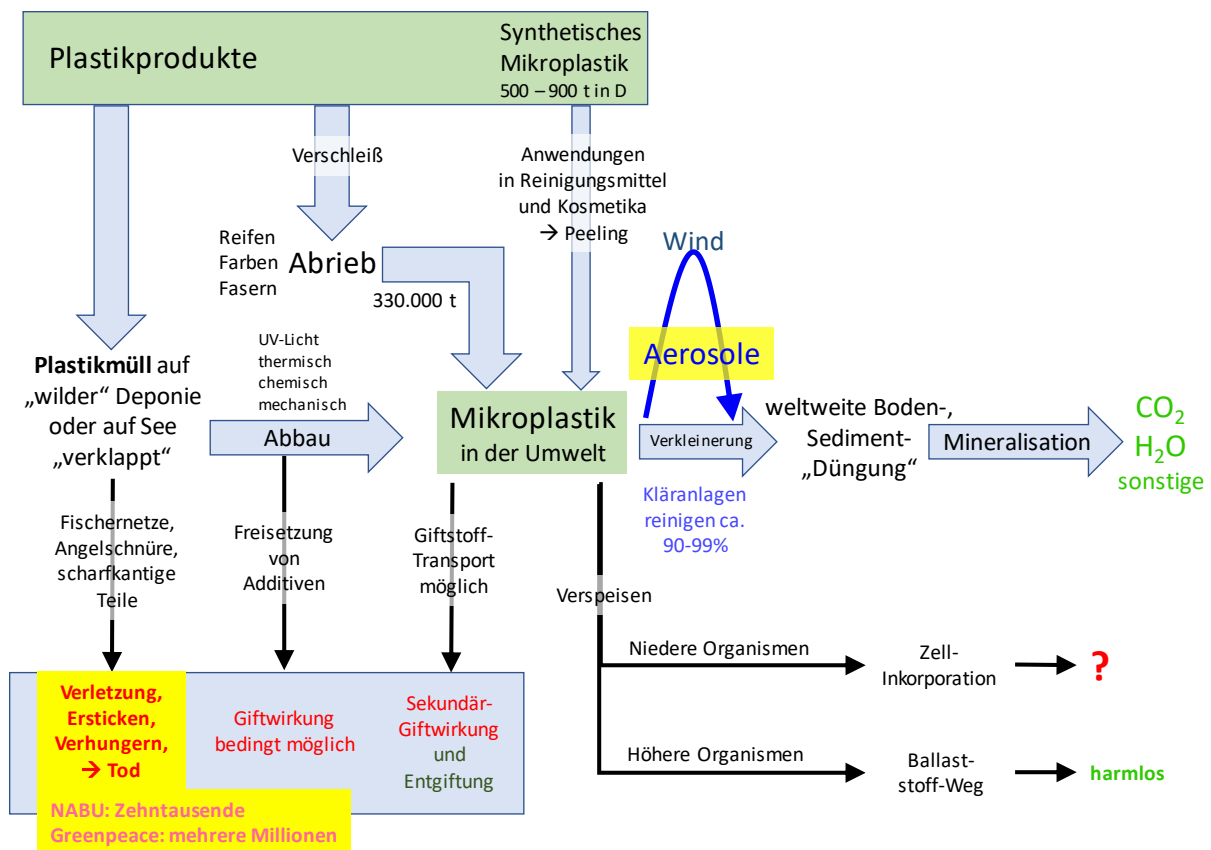 Plastikprodukte
Synthetisches
Mikroplastik
500 – 900 t in D
Verschleiß
Anwendungen
in Reinigungsmittel
und Kosmetika
→ Peeling
Reifen
Farben
Fasern
Abrieb
330.000 t
Wind
Aerosole
UV-Licht
thermisch
chemisch
mechanisch
Plastikmüll auf
„wilder“ Deponie
oder auf See
„verklappt“
Abbau
Mikroplastik
in der Umwelt
Verkleinerung
weltweite Boden-,
Sediment-
„Düngung“
Mineralisation
CO₂
H₂O
sonstige
Kläranlagen
reinigen ca.
90-99%
Fischernetze,
Angelschnüre,
scharfkantige
Teile
Freisetzung
von
Additiven
Giftstoff-
Transport
möglich
Verspeisen
Niedere Organismen
Zell-
Inkorporation
?
Höhere Organismen
Ballast-
stoff-Weg
harmlos
Verletzung,
Ersticken,
Verhungern,
→ Tod
Giftwirkung
bedingt möglich
Sekundär-
Giftwirkung
und
Entgiftung
NABU: Zehntausende
Greenpeace: mehrere Millionen